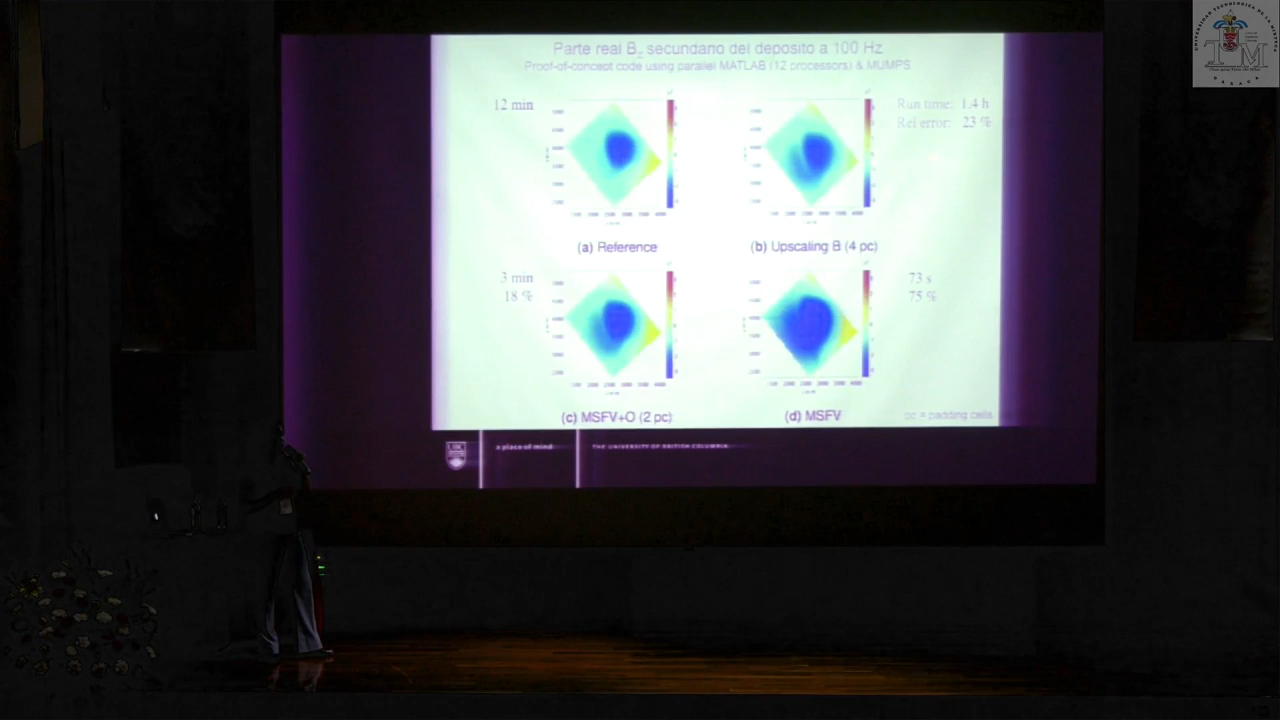 Parte real Bz secundario del deposito a 100 Hz
Proof-of-concept code using parallel MATLAB (12 processors) & MUMPS
12 min
Run time: 1.4 h
Rel error: 23 %
(a) Reference
(b) Upscaling B (4 pc)
3 min
18 %
73 s
75 %
(c) MSFV+O (2 pc)
(d) MSFV
pc = padding cells
a place of mind
THE UNIVERSITY OF BRITISH COLUMBIA
OAXACA